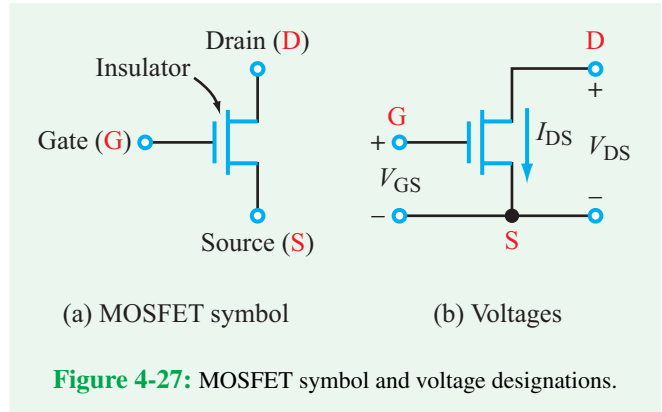 Drain (D)
Insulator
Gate (G)
Source (S)
(a) MOSFET symbol
D
+
G
+
I_DS
V_DS
V_GS
−
−
S
(b) Voltages
Figure 4-27: MOSFET symbol and voltage designations.